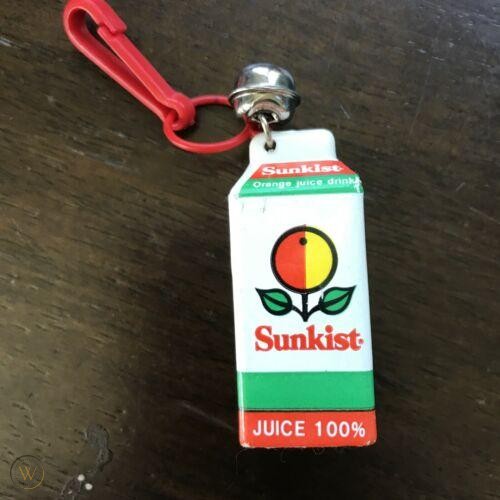 Sunkist
Orange juice drink
Sunkist
JUICE 100%
W